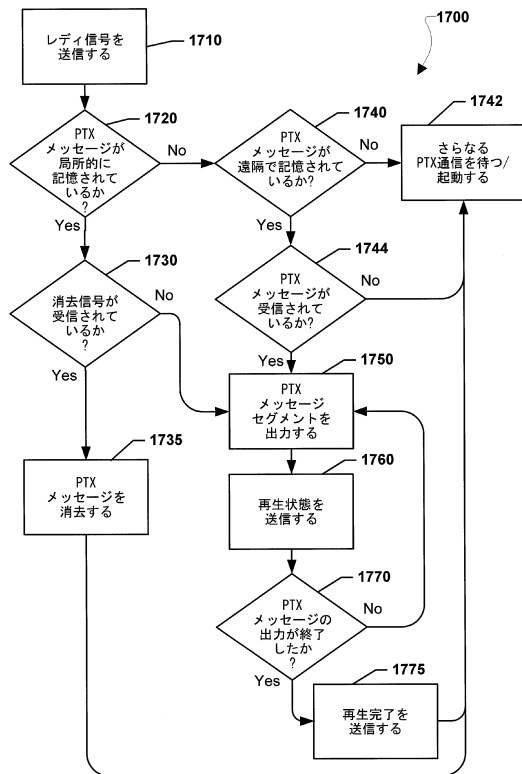 1700
レディ信号を
送信する
1710
PTX
メッセージが
局所的に
記憶されて
いるか
?
1720
No
Yes
PTX
メッセージが
遠隔で記憶されて
いるか?
1740
No
Yes
さらなる
PTX通信を待つ/
起動する
1742
消去信号が
受信されて
いるか
?
1730
No
Yes
PTX
メッセージが
受信されて
いるか?
1744
No
Yes
PTX
メッセージ
セグメントを
出力する
1750
PTX
メッセージを
消去する
1735
再生状態を
送信する
1760
PTX
メッセージの
出力が終了
したか
?
1770
No
Yes
再生完了を
送信する
1775